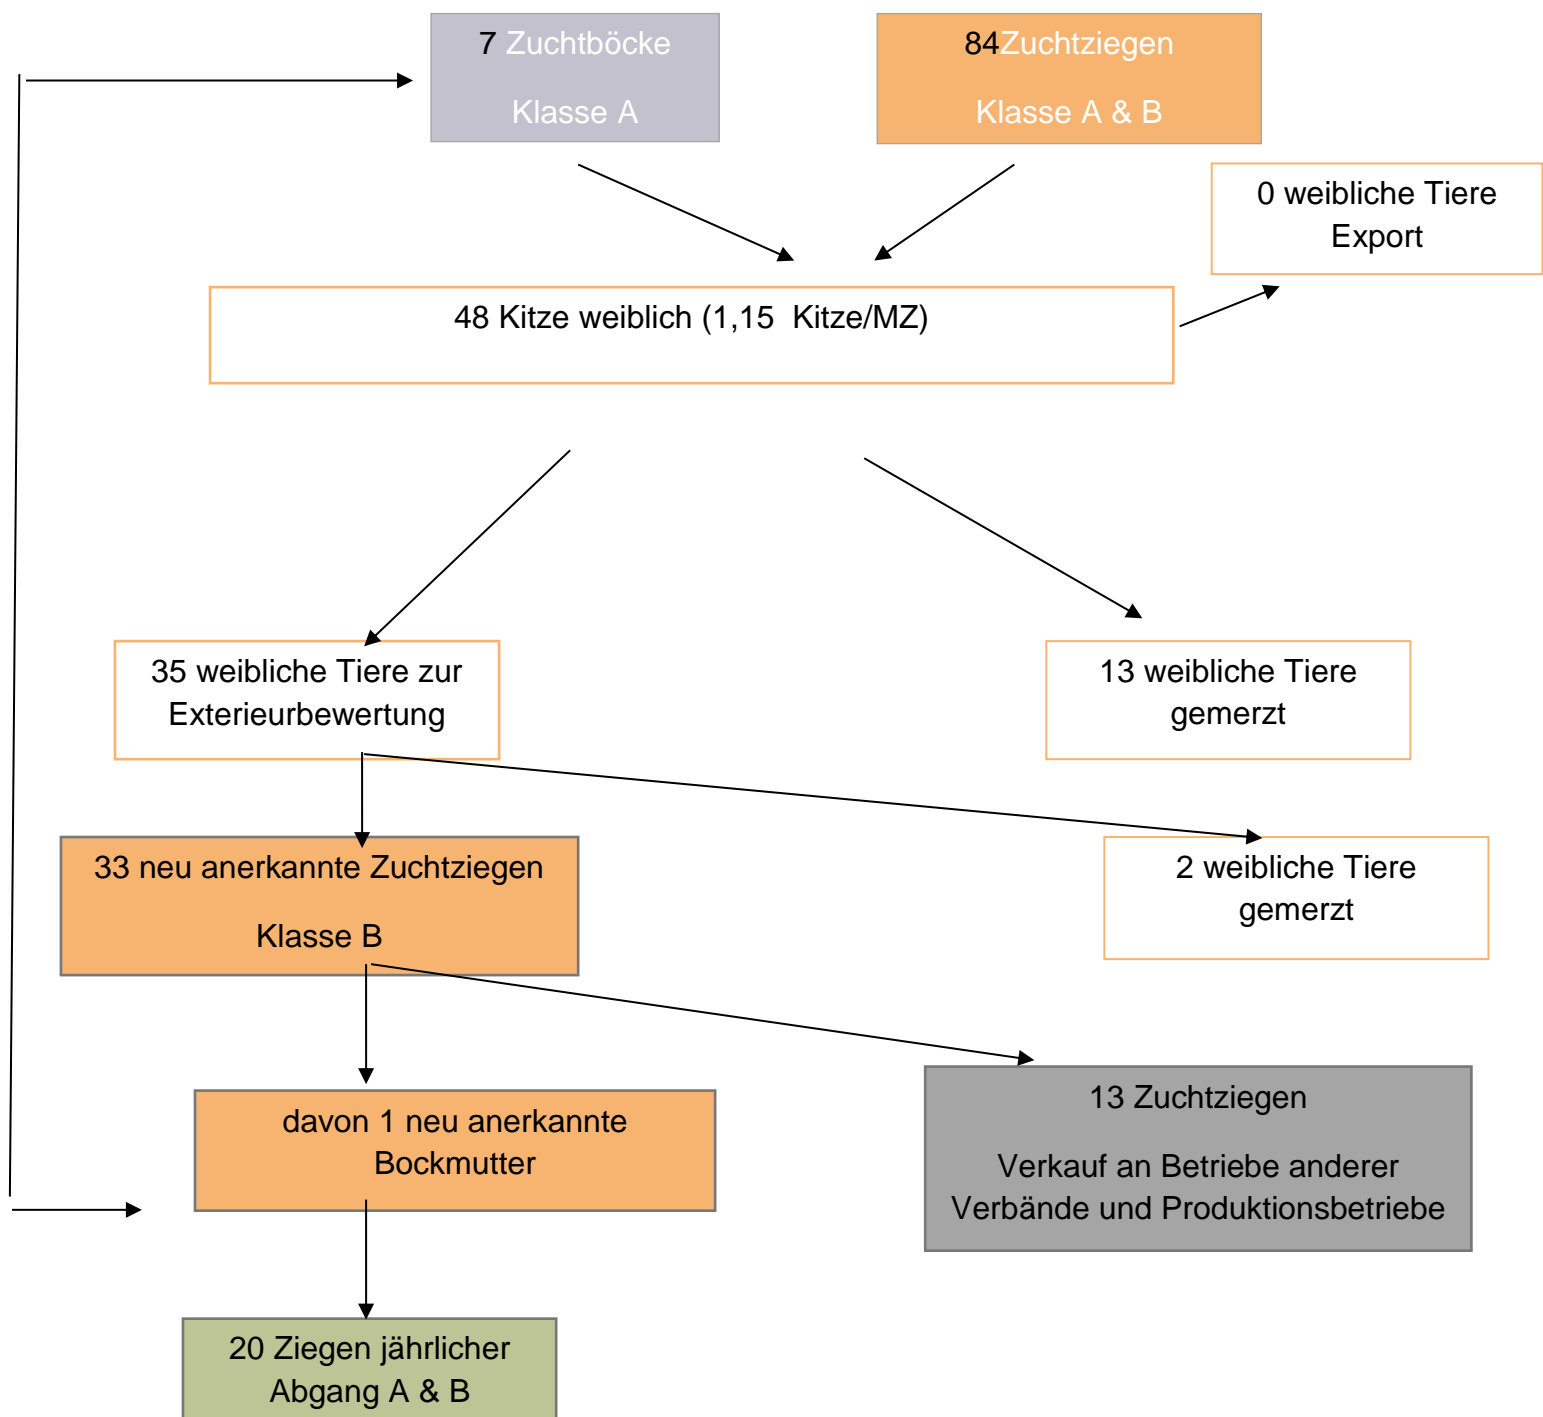 7 Zuchtböcke
Klasse A
84Zuchtziegen
Klasse A & B
0 weibliche Tiere
Export
48 Kitze weiblich (1,15  Kitze/MZ)
35 weibliche Tiere zur
Exterieurbewertung
13 weibliche Tiere
gemerzt
33 neu anerkannte Zuchtziegen
Klasse B
2 weibliche Tiere
gemerzt
davon 1 neu anerkannte
Bockmutter
13 Zuchtziegen
Verkauf an Betriebe anderer
Verbände und Produktionsbetriebe
20 Ziegen jährlicher
Abgang A & B